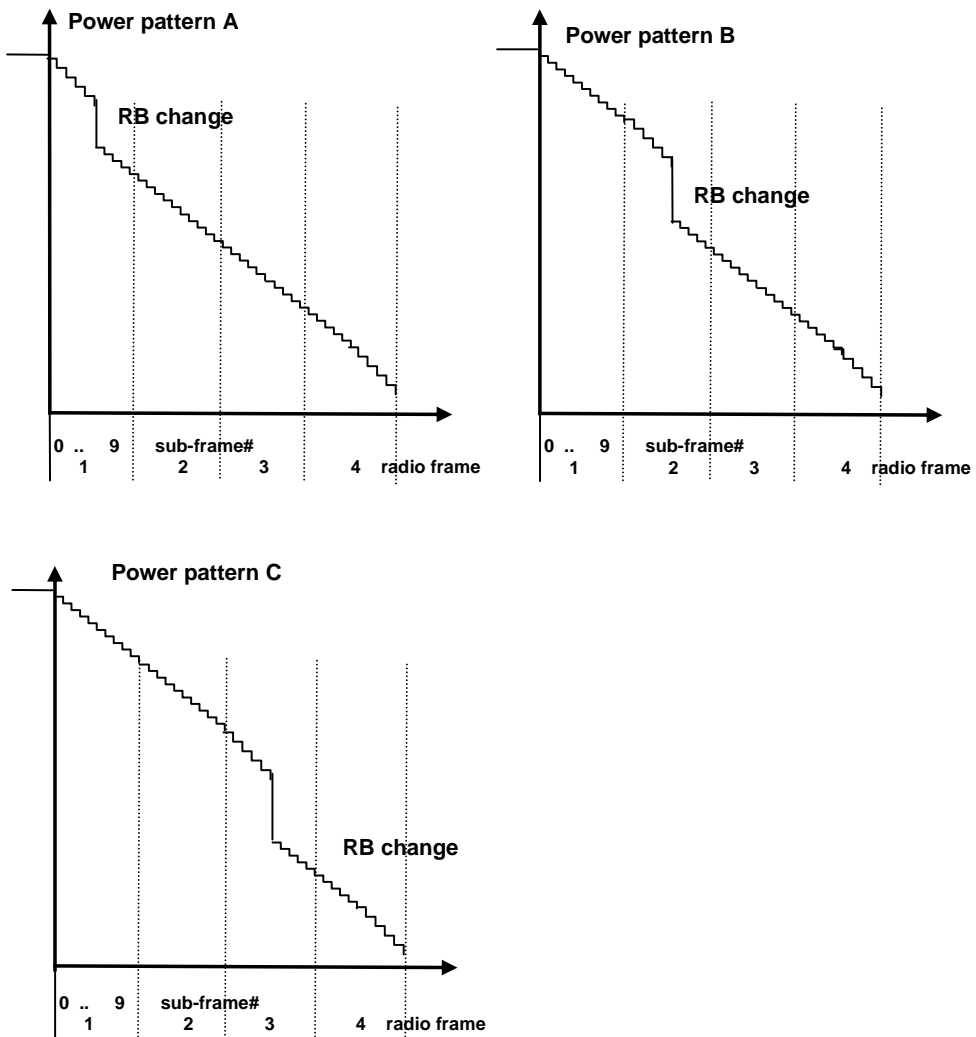 Power pattern A
RB change
0 .. 9 sub-frame#
1 2 3 4 radio frame
Power pattern B
RB change
0 .. 9 sub-frame#
1 2 3 4 radio frame
Power pattern C
RB change
0 .. 9 sub-frame#
1 2 3 4 radio frame